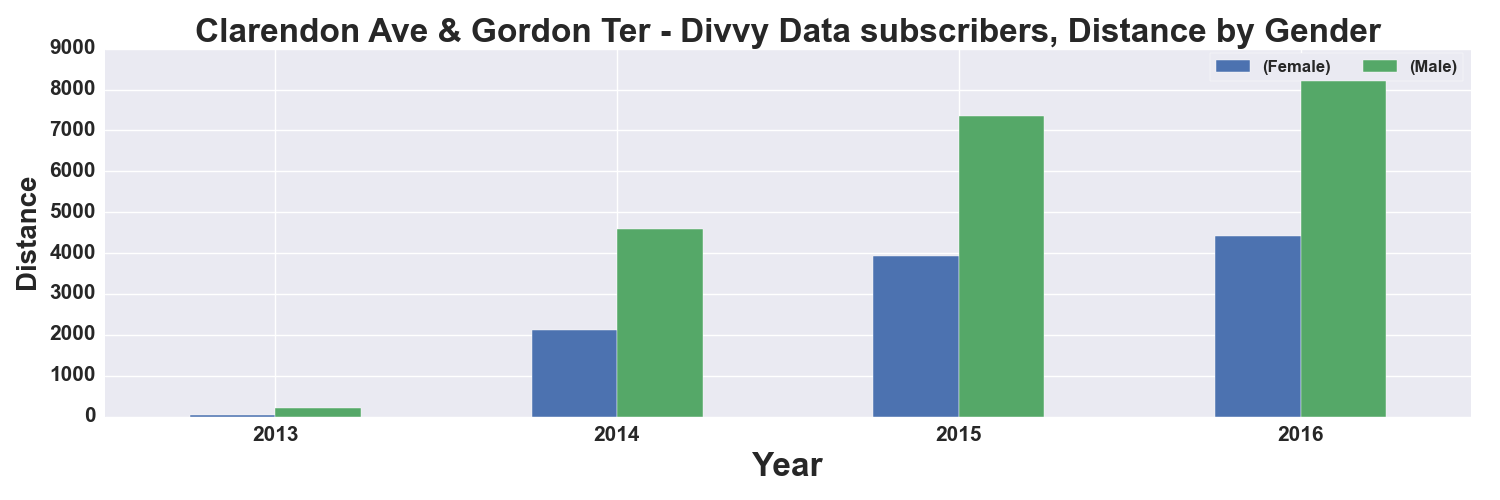 Clarendon Ave & Gordon Ter - Divvy Data subscribers, Distance by Gender
(Female) (Male)
9000
8000
7000
6000
5000
4000
3000
2000
1000
0
Distance
2013 2014 2015 2016
Year